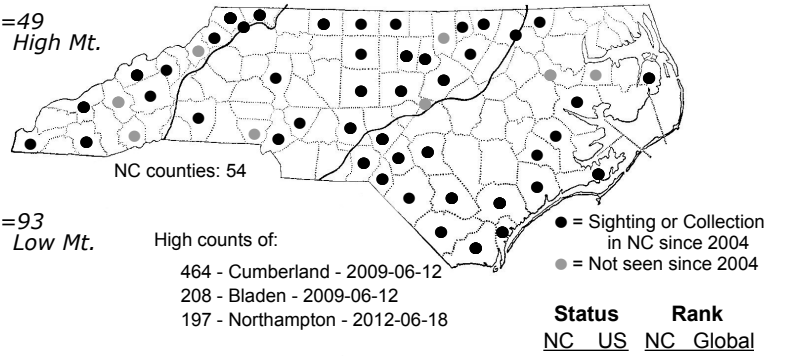 =49
High Mt.
NC counties: 54
=93
Low Mt.
High counts of:
464 - Cumberland - 2009-06-12
208 - Bladen - 2009-06-12
197 - Northampton - 2012-06-18
= Sighting or Collection
in NC since 2004
= Not seen since 2004
Status Rank
NC US NC Global